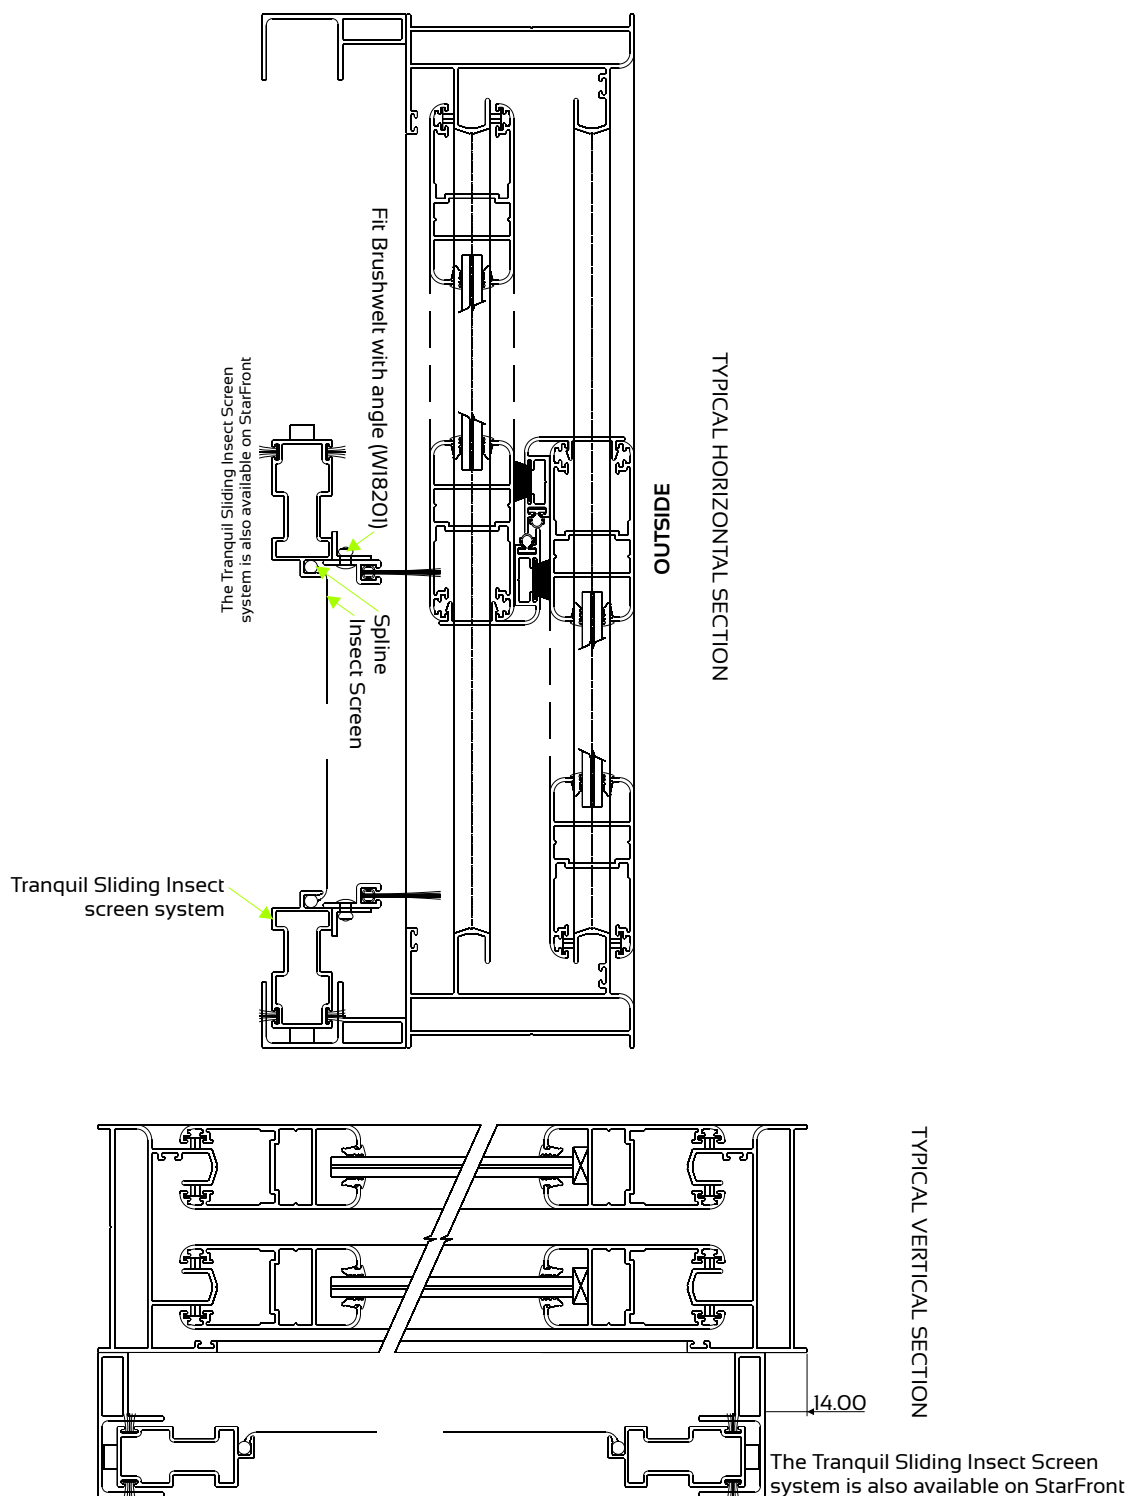 Fit Brushwelt with angle (W18201)
The Tranquil Sliding Insect Screen
system is also available on StarFront
Spline
Insect Screen
OUTSIDE
TYPICAL HORIZONTAL SECTION
Tranquil Sliding Insect
screen system
TYPICAL VERTICAL SECTION
14.00
The Tranquil Sliding Insect Screen
system is also available on StarFront